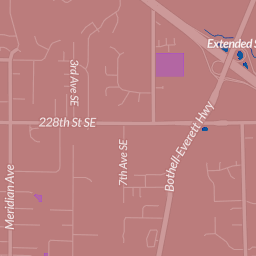 Extended S
3rd Ave SE
228th St SE
7th Ave SE
Bothell-Everett Hwy
Meridian Ave